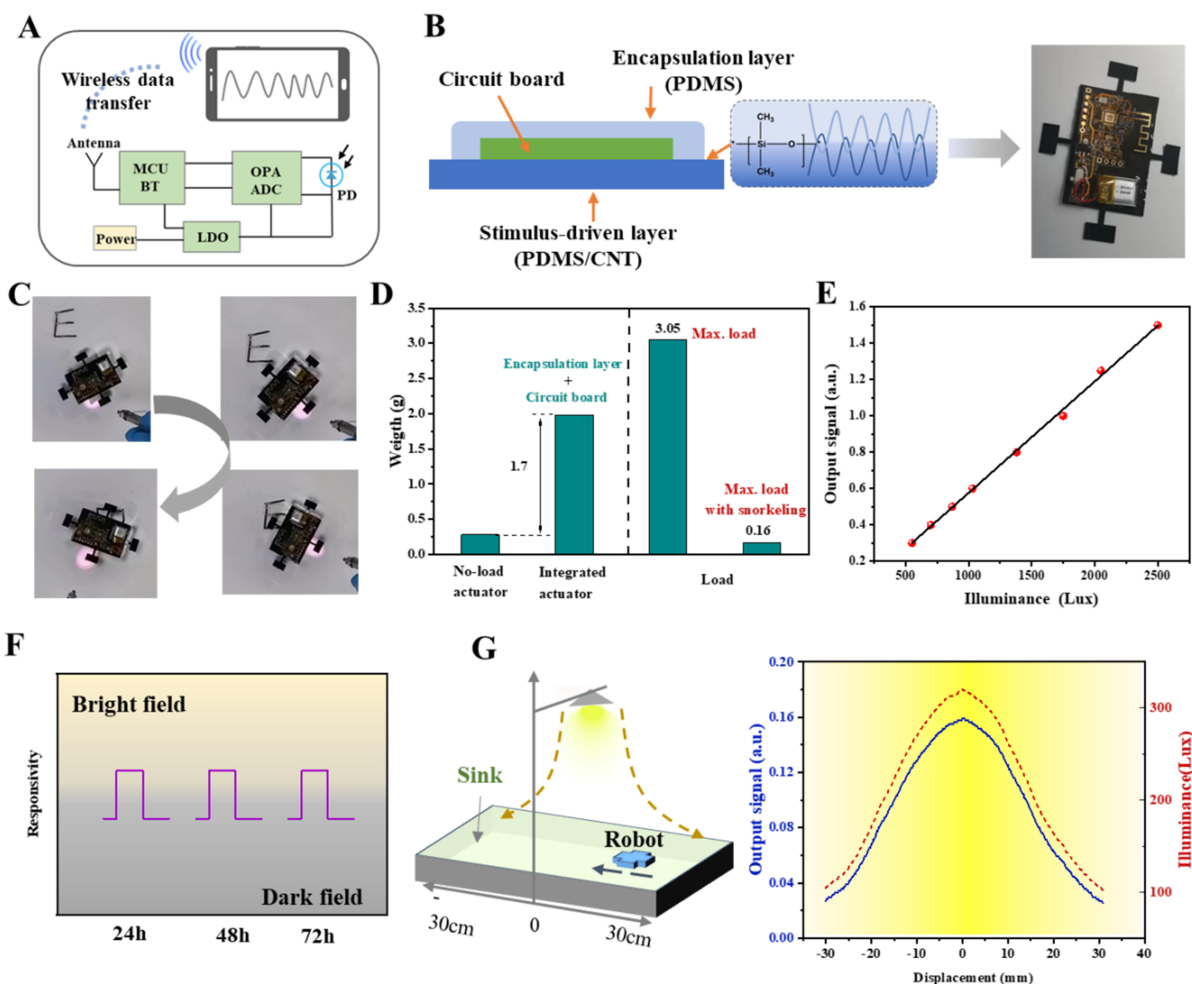 A
Wireless data
transfer
Antenna
MCU
BT
OPA
ADC
PD
Power
LDO
B
Circuit board
Encapsulation layer
(PDMS)
CH₃
Si
O
CH₃
Stimulus-driven layer
(PDMS/CNT)
C
E
E
D
Weigth (g)
3.5
3.0
2.5
2.0
1.5
1.0
0.5
0.0
Encapsulation layer
+
Circuit board
1.7
3.05
Max. load
Max. load
with snorkeling
0.16
No-load
actuator
Integrated
actuator
Load
E
Output signal (a.u.)
1.6
1.4
1.2
1.0
0.8
0.6
0.4
0.2
500
1000
1500
2000
2500
Illuminance (Lux)
F
Responsivity
Bright field
Dark field
24h
48h
72h
G
Sink
Robot
-
30cm
0
30cm
Output signal (a.u.)
0.20
0.16
0.12
0.08
0.04
0.00
Illuminance(Lux)
300
200
100
-30
-20
-10
0
10
20
30
40
Displacement (mm)